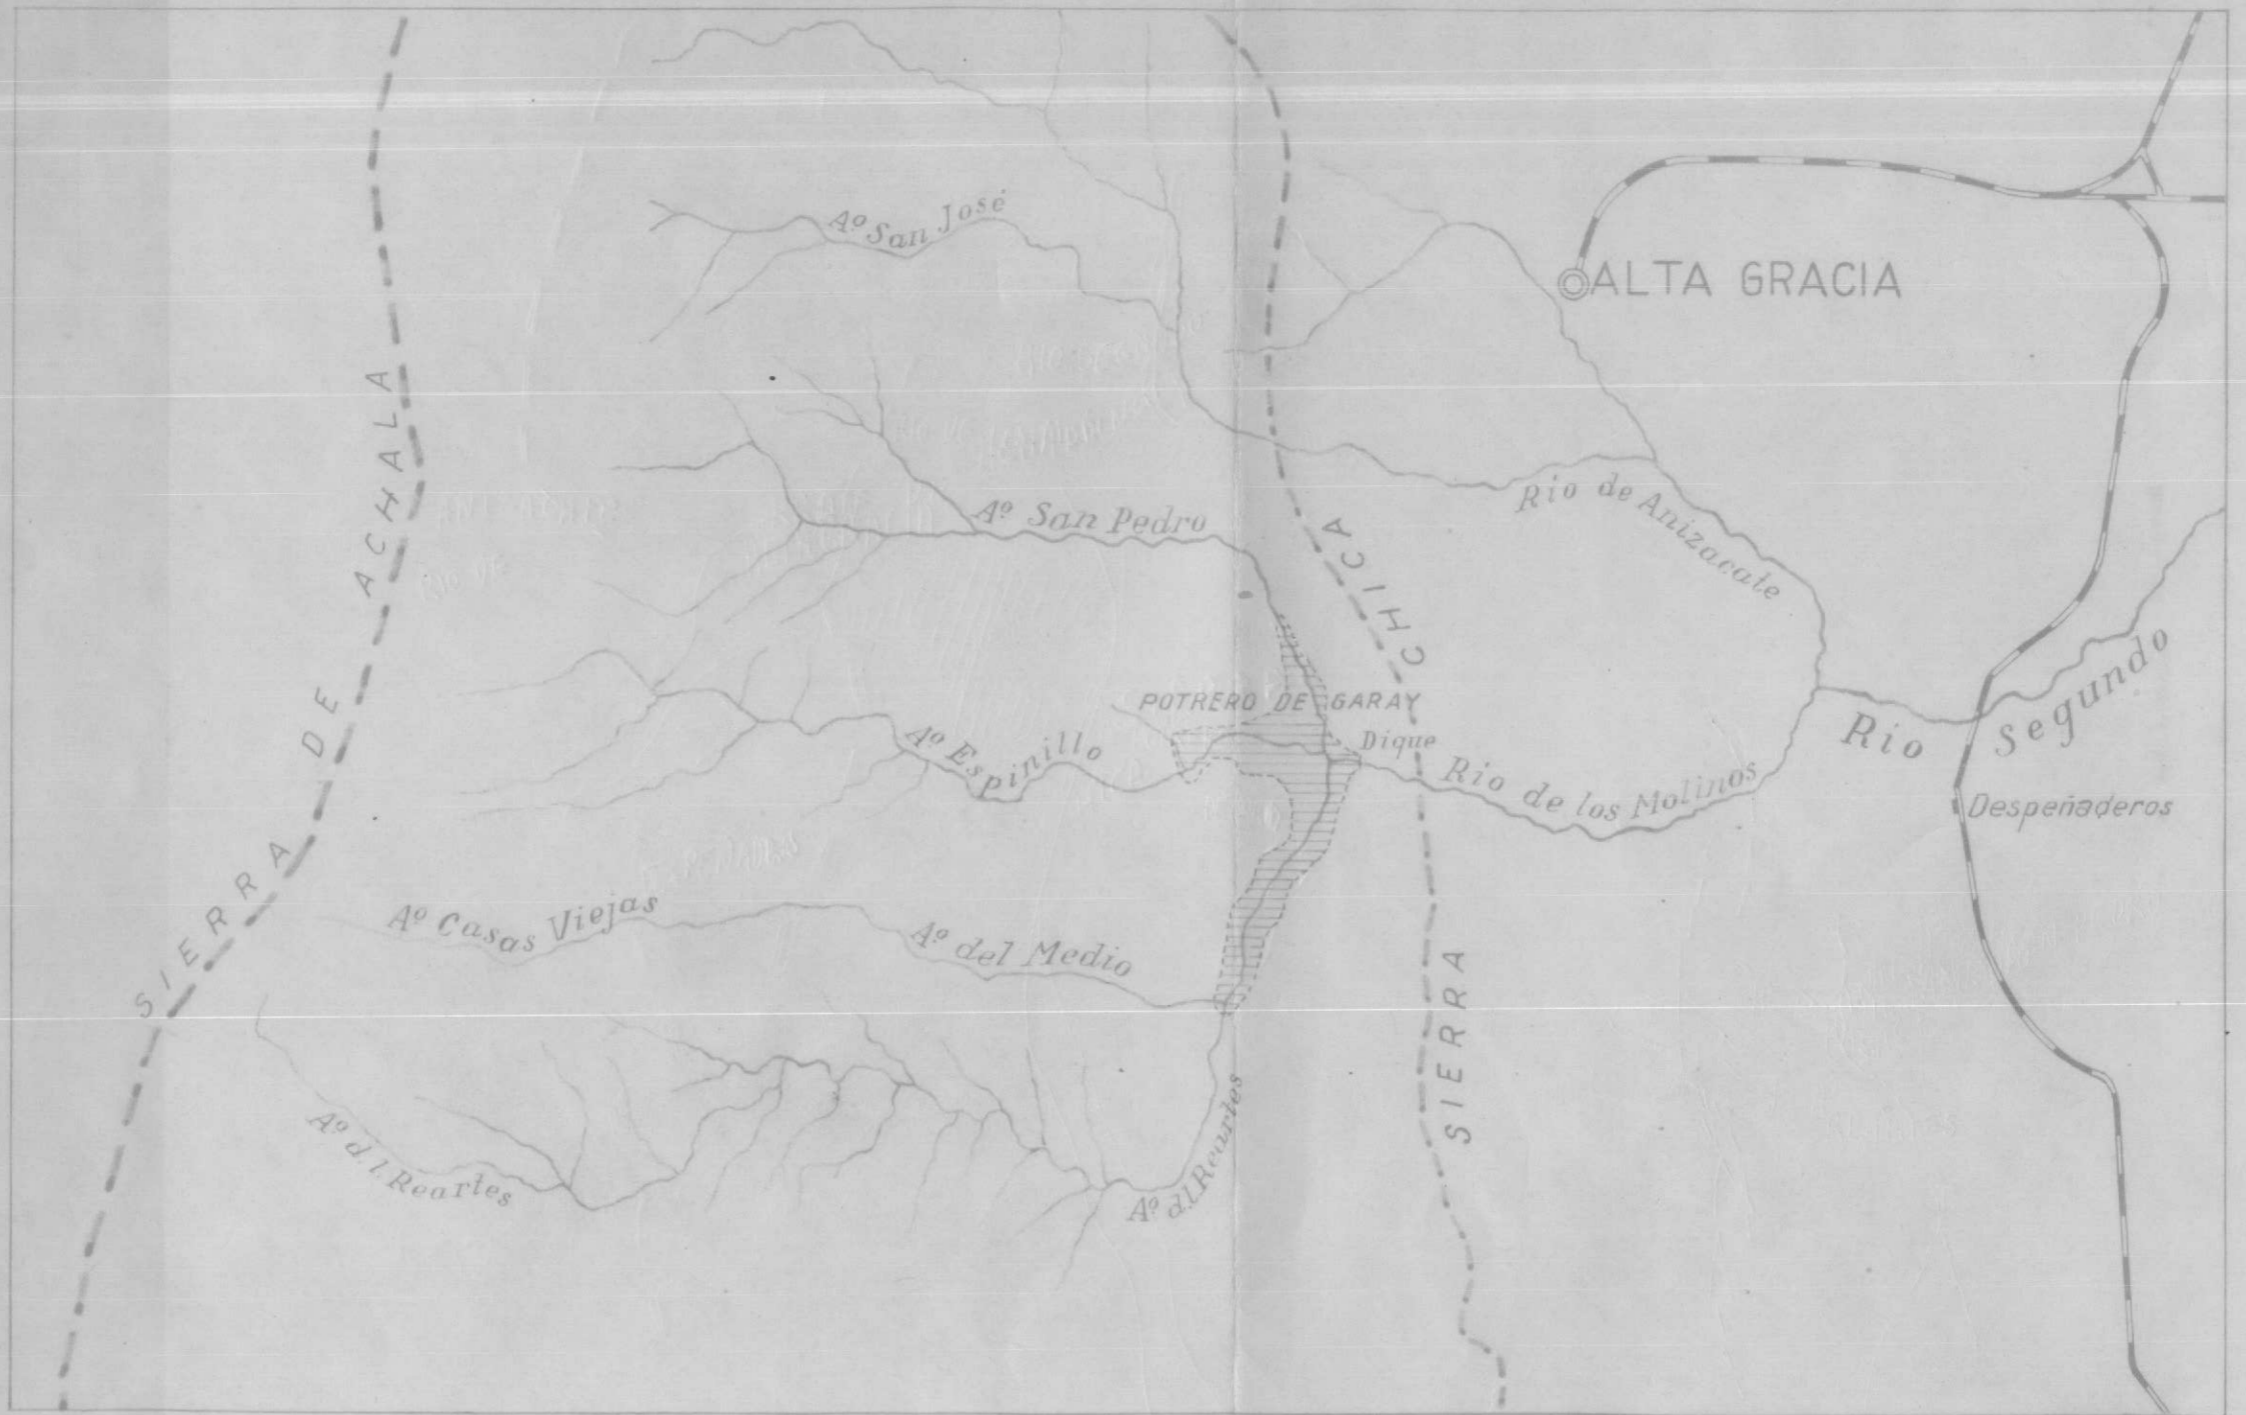 Aº San José
ALTA GRACIA
SIERRA DE ACHALA
Aº San Pedro
Rio de Anizacate
SIERRA CHICA
POTRERO DE GARAY
Dique
Aº Espinillo
Rio de los Molinos
Rio Segundo
Despeñaderos
Aº Casas Viejas
Aº del Medio
Aº d. l. Reartes
Aº d. l. Reartes